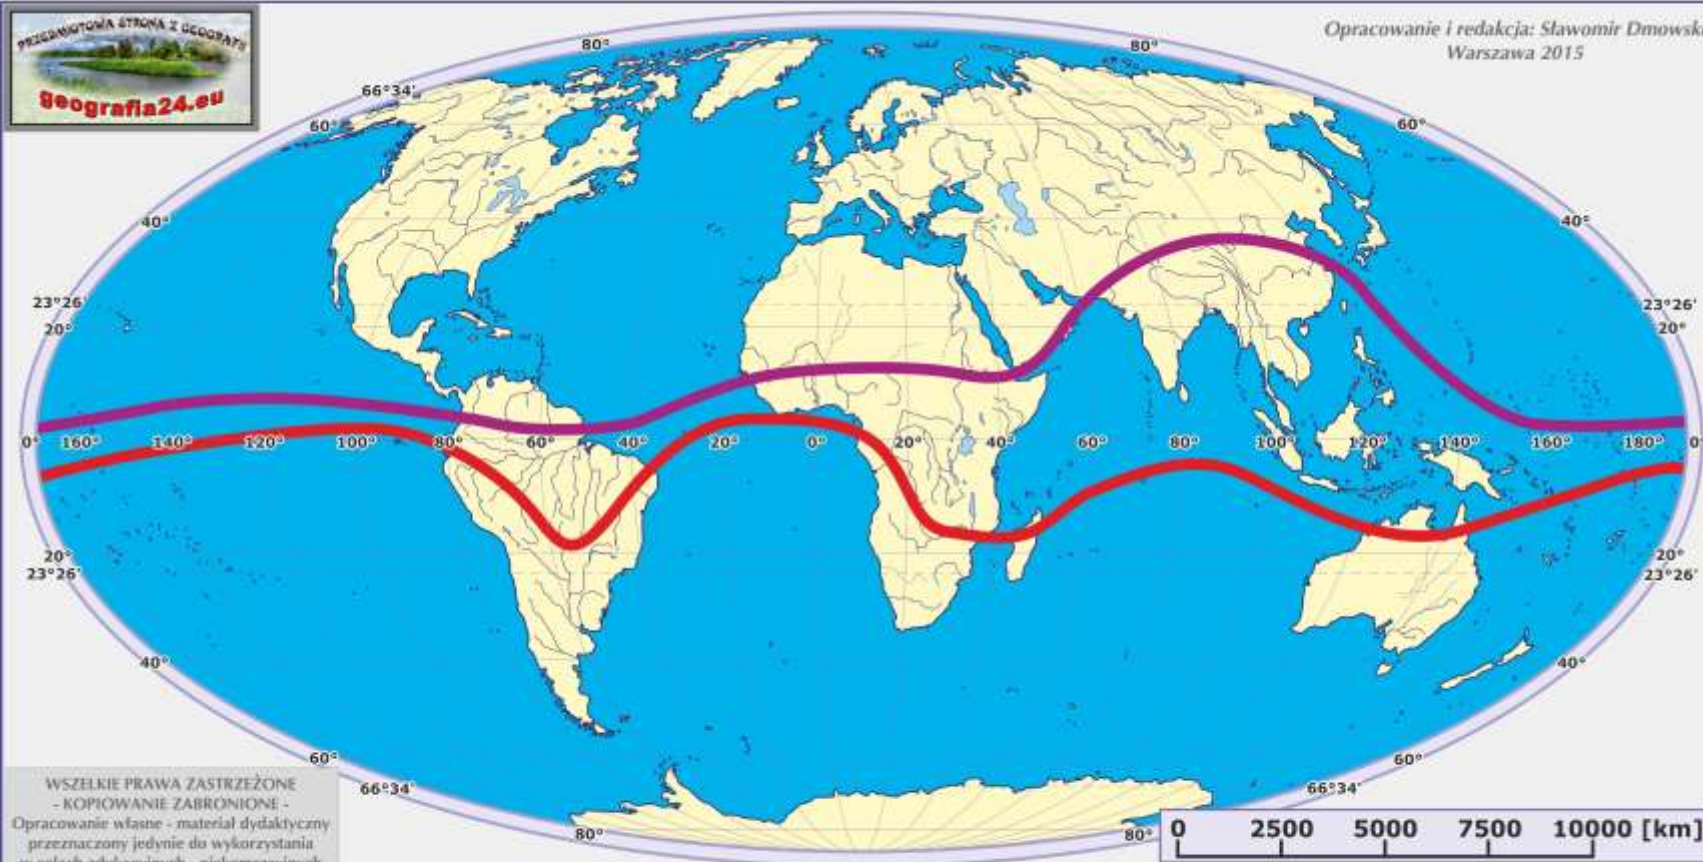 PRZEDMIOTOWA STRONA Z GEOGRAFII
geografia24.eu
Opracowanie i redakcja: Sławomir Dmowski
Warszawa 2015
80° 80°
66°34'
60° 60°
40° 40°
23°26' 23°26'
20° 20°
0° 160° 140° 120° 100° 80° 60° 40° 20° 0° 20° 40° 60° 80° 100° 120° 140° 160° 180° 0°
20° 20°
23°26' 23°26'
40° 40°
60° 60°
66°34' 66°34'
80° 80°
WSZELKIE PRAWA ZASTRZEŻONE
- KOPIOWANIE ZABRONIONE -
Opracowanie własne - materiał dydaktyczny
przeznaczony jedynie do wykorzystania
w celach edukacyjnych - niekomercyjnych
0 2500 5000 7500 10000 [km]